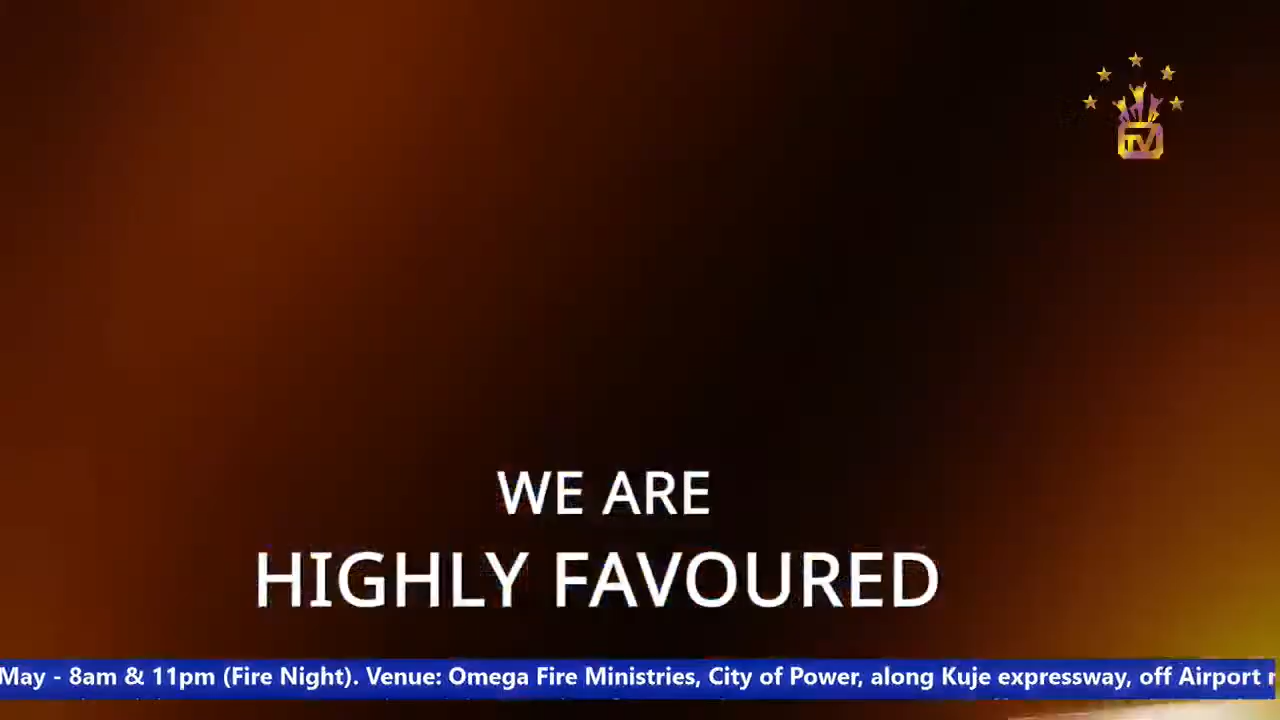 TV
WE ARE
HIGHLY FAVOURED
May - 8am & 11pm (Fire Night). Venue: Omega Fire Ministries, City of Power, along Kuje expressway, off Airport